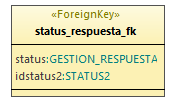 «ForeignKey»
status_respuesta_fk
status:GESTION_RESPUESTA
idstatus2:STATUS2